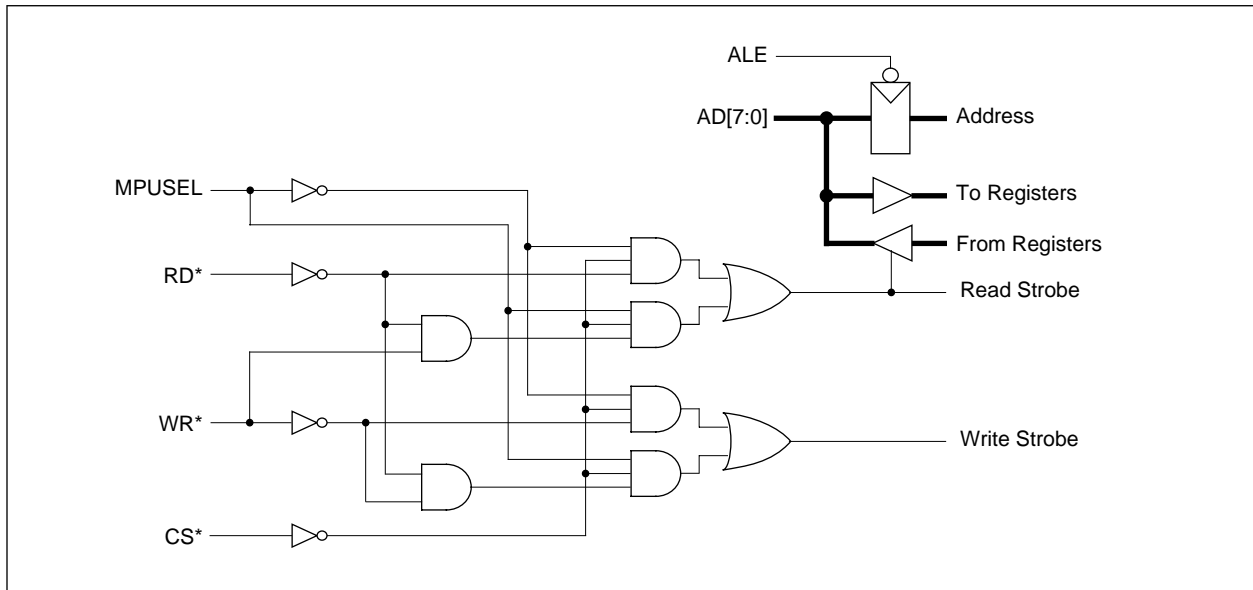 ALE
AD[7:0]
Address
MPUSEL
To Registers
From Registers
RD*
Read Strobe
WR*
Write Strobe
CS*